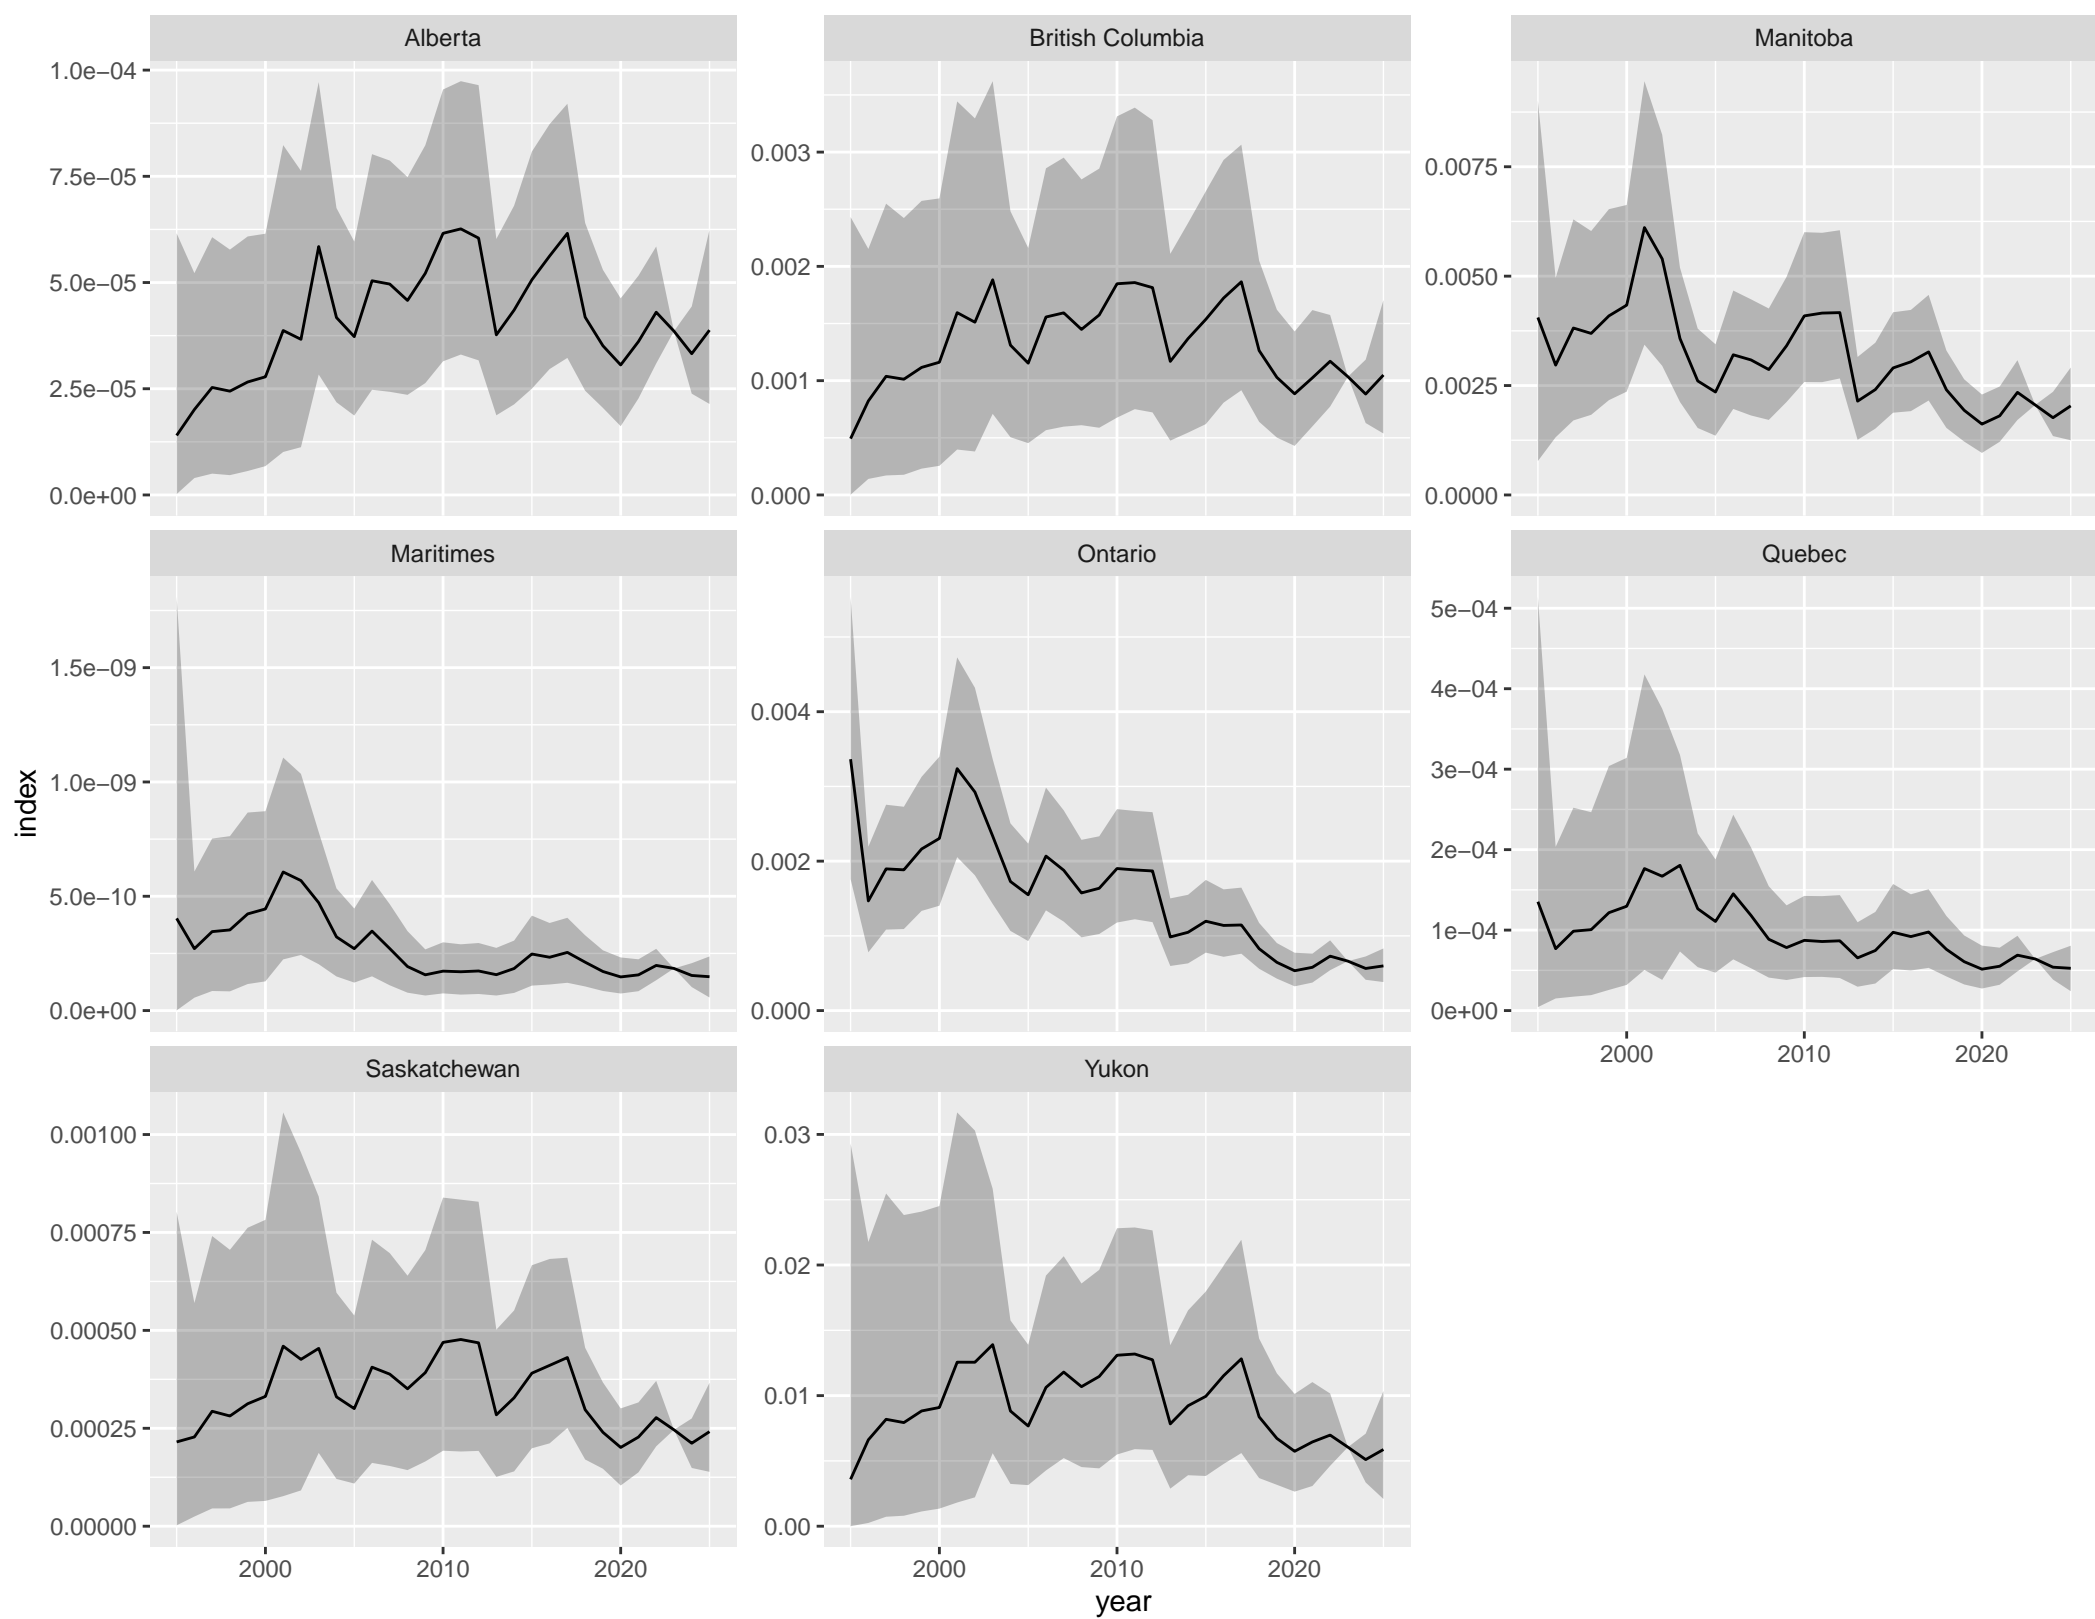 Alberta
British Columbia
Manitoba
1.0e−04
7.5e−05
5.0e−05
2.5e−05
0.0e+00
0.003
0.002
0.001
0.000
0.0075
0.0050
0.0025
0.0000
Maritimes
Ontario
Quebec
1.5e−09
1.0e−09
5.0e−10
0.0e+00
0.004
0.002
0.000
5e−04
4e−04
3e−04
2e−04
1e−04
0e+00
2000 2010 2020
index
Saskatchewan
Yukon
0.00100
0.00075
0.00050
0.00025
0.00000
0.03
0.02
0.01
0.00
2000 2010 2020
2000 2010 2020
year